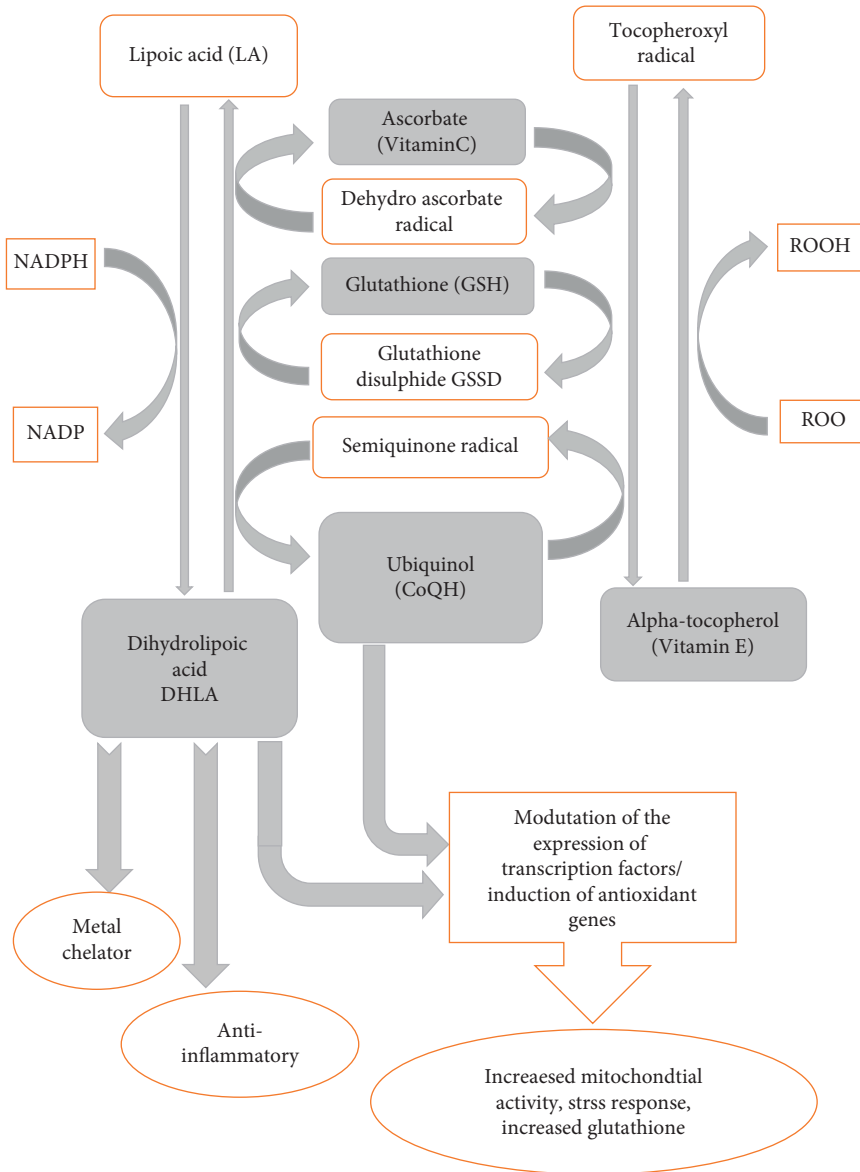 Lipoic acid (LA)
Tocopheroxyl
radical
Ascorbate
(VitaminC)
Dehydro ascorbate
radical
NADPH
ROOH
Glutathione (GSH)
Glutathione
disulphide GSSD
NADP
ROO
Semiquinone radical
Ubiquinol
(CoQH)
Alpha-tocopherol
(Vitamin E)
Dihydrolipoic
acid
DHLA
Modutation of the
expression of
transcription factors/
induction of antioxidant
genes
Metal
chelator
Anti-
inflammatory
Increaesed mitochondtial
activity, strss response,
increased glutathione